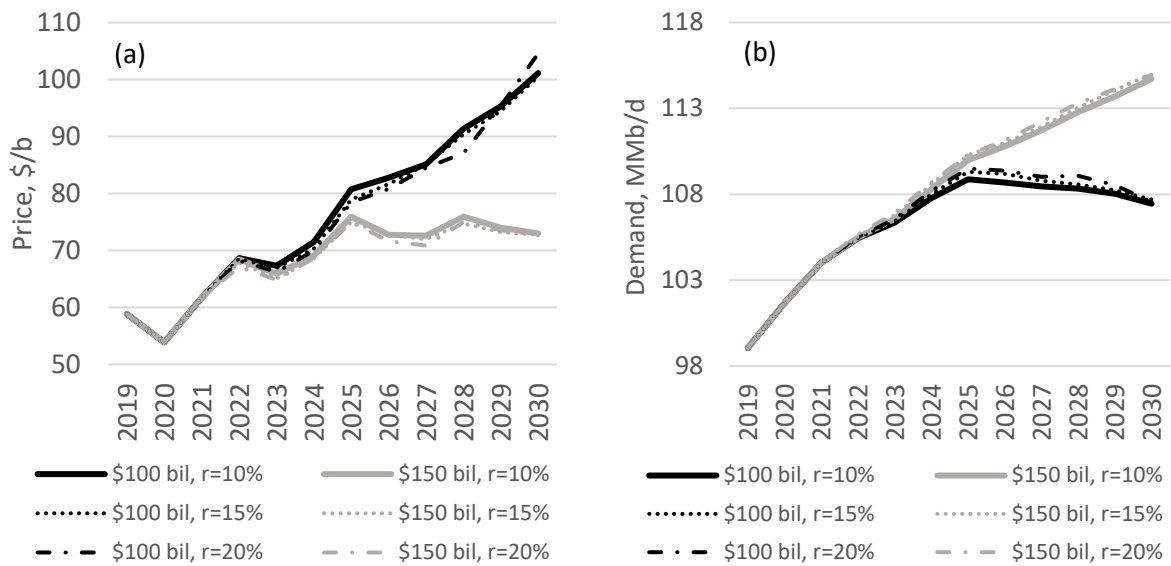 (a)
Price, $/b
110
100
90
80
70
60
50
2019 2020 2021 2022 2023 2024 2025 2026 2027 2028 2029 2030
$100 bil, r=10% $150 bil, r=10%
$100 bil, r=15% $150 bil, r=15%
$100 bil, r=20% $150 bil, r=20%
(b)
Demand, MMb/d
118
113
108
103
98
2019 2020 2021 2022 2023 2024 2025 2026 2027 2028 2029 2030
$100 bil, r=10% $150 bil, r=10%
$100 bil, r=15% $150 bil, r=15%
$100 bil, r=20% $150 bil, r=20%